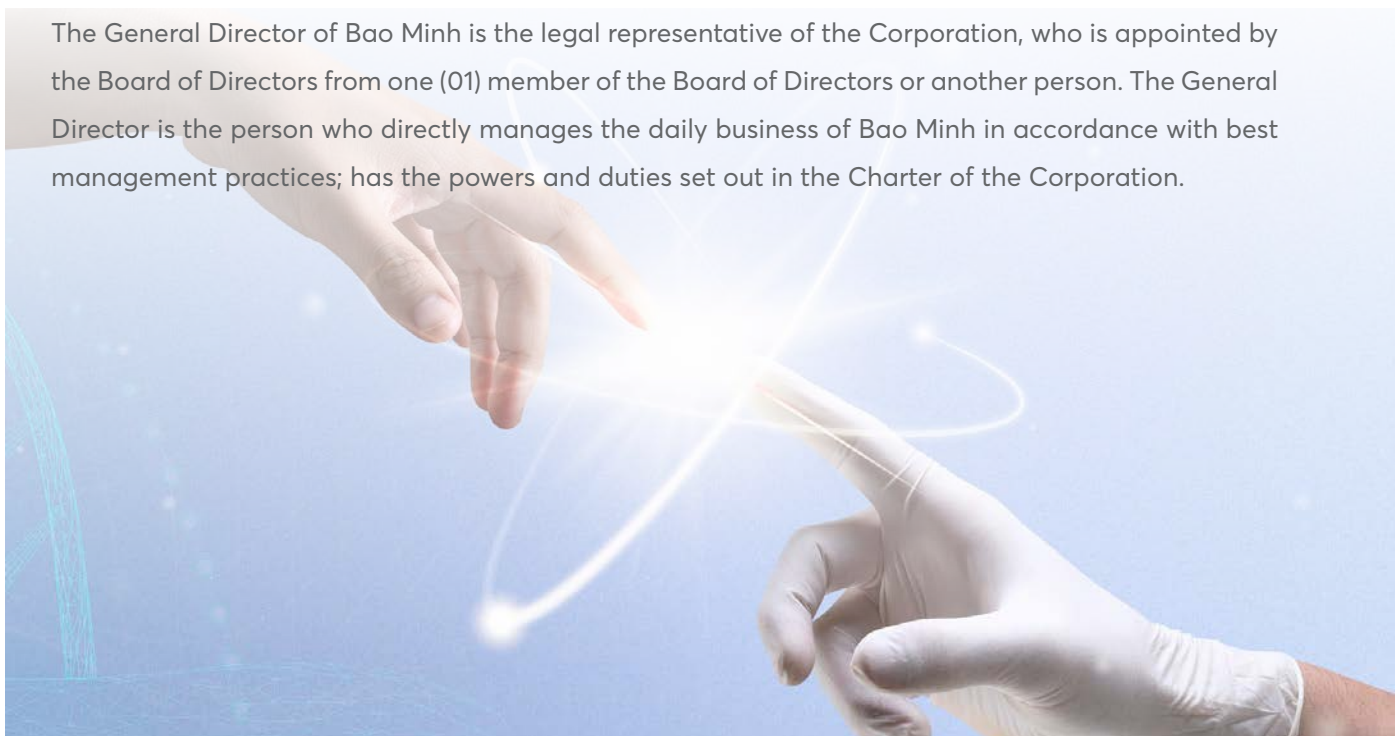 The General Director of Bao Minh is the legal representative of the Corporation, who is appointed by
the Board of Directors from one (01) member of the Board of Directors or another person. The General
Director is the person who directly manages the daily business of Bao Minh in accordance with best
management practices; has the powers and duties set out in the Charter of the Corporation.